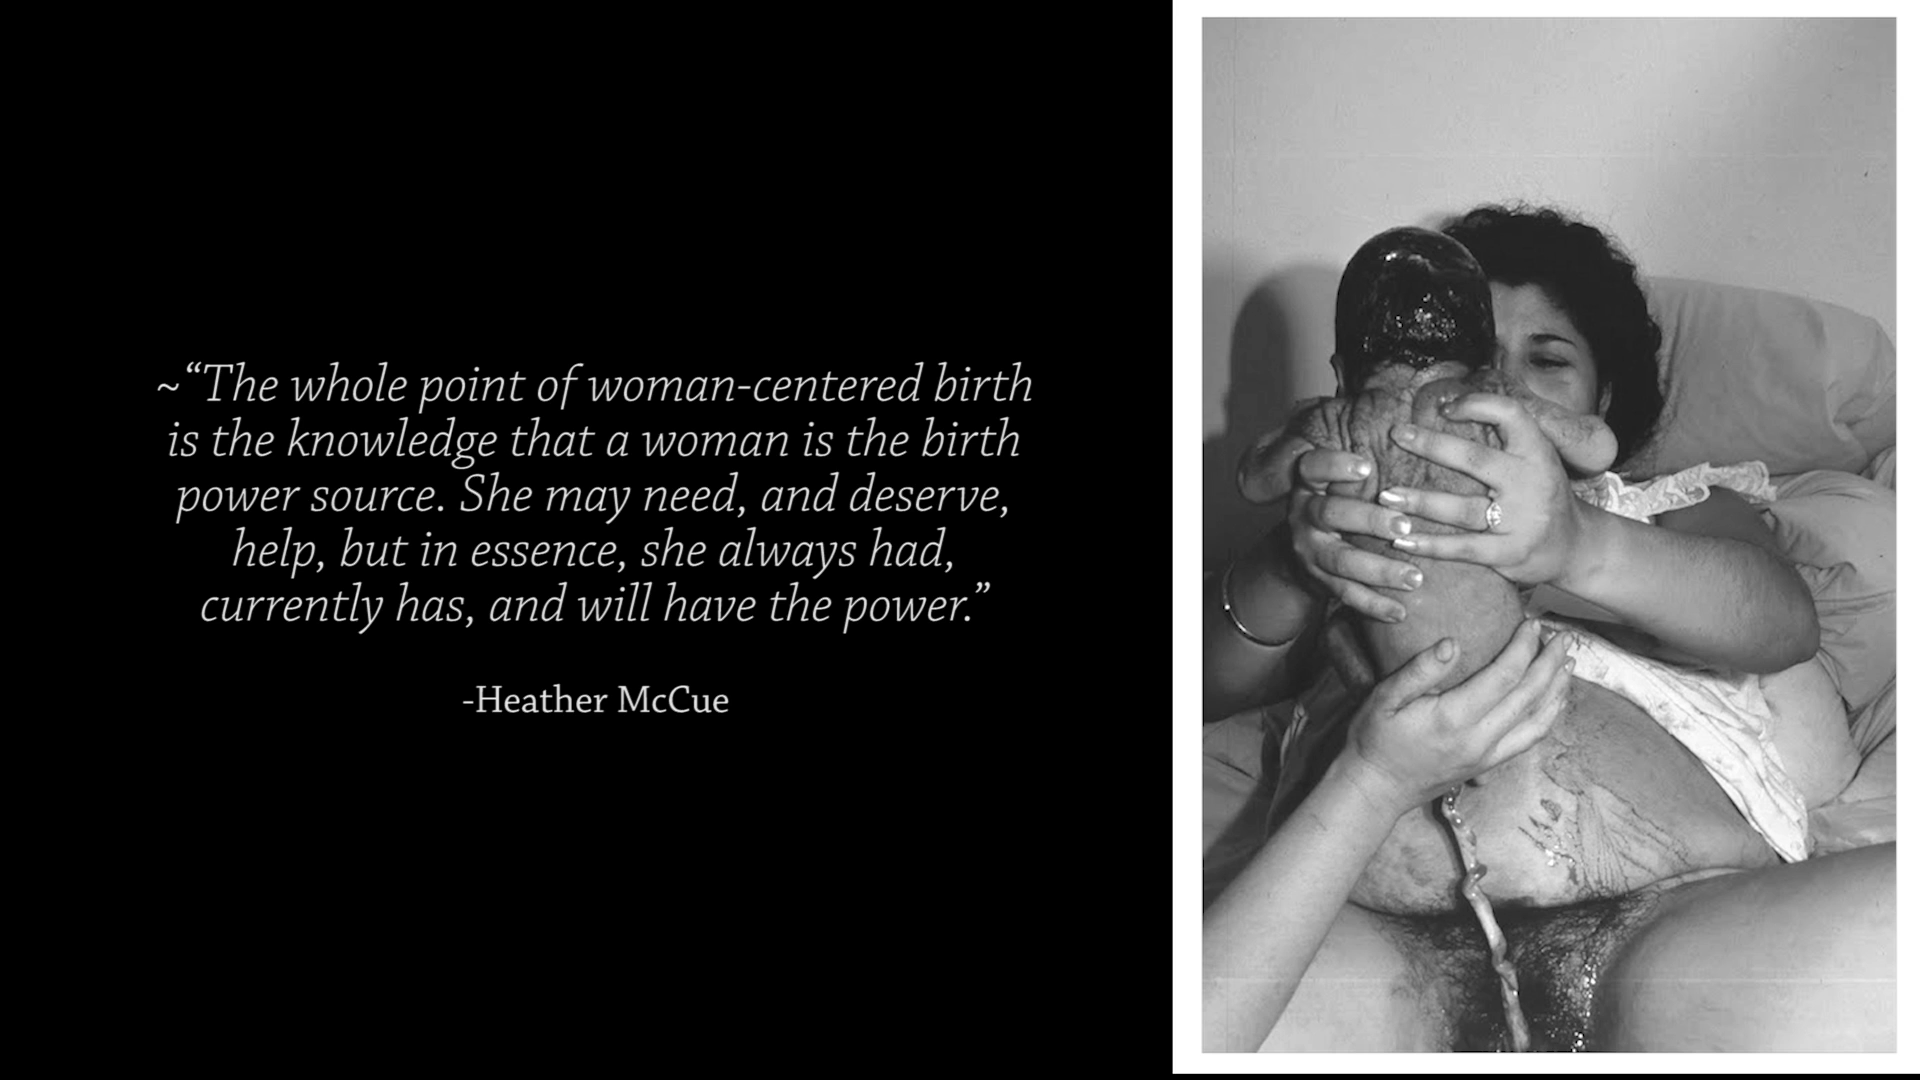 ~“The whole point of woman-centered birth
is the knowledge that a woman is the birth
power source. She may need, and deserve,
help, but in essence, she always had,
currently has, and will have the power.”
-Heather McCue